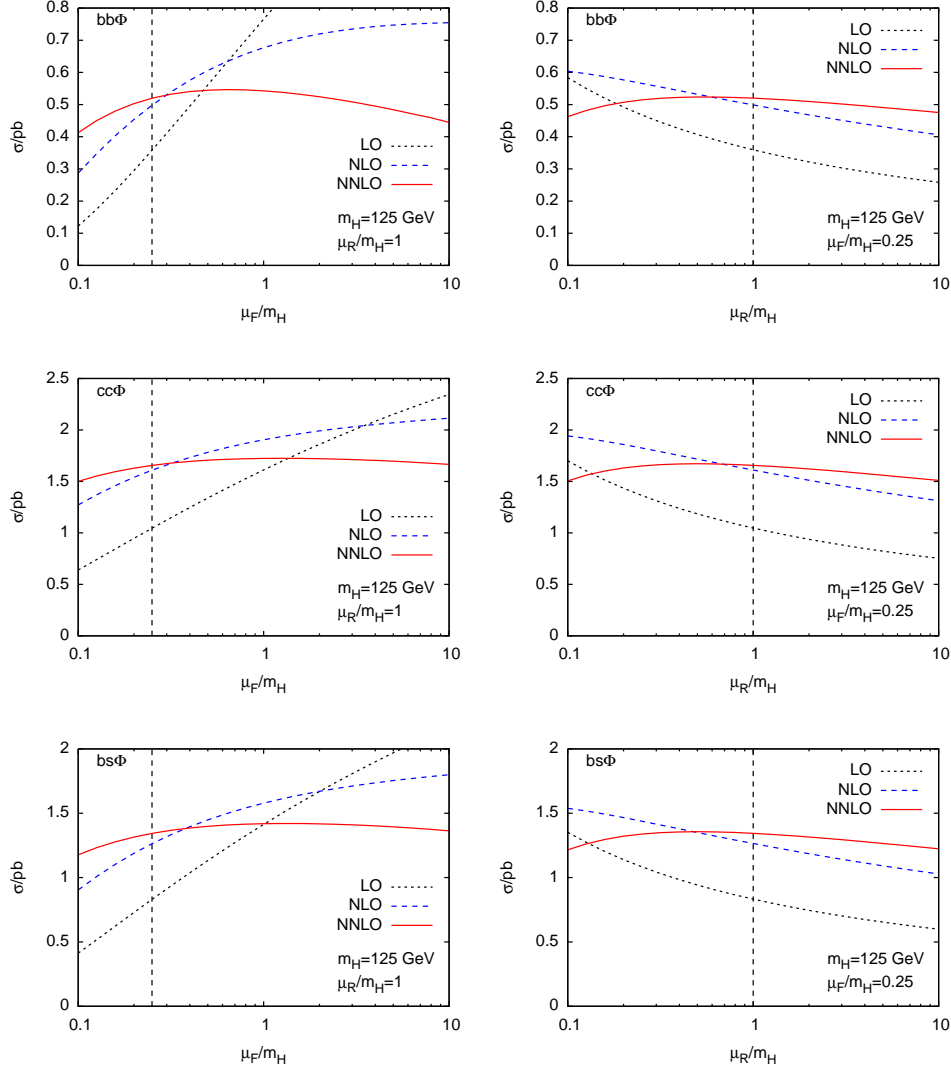 bbΦ
0.8
0.7
0.6
0.5
0.4
0.3
0.2
0.1
0
σ/pb
LO
NLO
NNLO
m_H=125 GeV
μ_R/m_H=1
0.1
1
10
μ_F/m_H
bbΦ
0.8
0.7
0.6
0.5
0.4
0.3
0.2
0.1
0
σ/pb
LO
NLO
NNLO
m_H=125 GeV
μ_F/m_H=0.25
0.1
1
10
μ_R/m_H
ccΦ
2.5
2
1.5
1
0.5
0
σ/pb
LO
NLO
NNLO
m_H=125 GeV
μ_R/m_H=1
0.1
1
10
μ_F/m_H
ccΦ
2.5
2
1.5
1
0.5
0
σ/pb
LO
NLO
NNLO
m_H=125 GeV
μ_F/m_H=0.25
0.1
1
10
μ_R/m_H
bsΦ
2
1.5
1
0.5
0
σ/pb
LO
NLO
NNLO
m_H=125 GeV
μ_R/m_H=1
0.1
1
10
μ_F/m_H
bsΦ
2
1.5
1
0.5
0
σ/pb
LO
NLO
NNLO
m_H=125 GeV
μ_F/m_H=0.25
0.1
1
10
μ_R/m_H